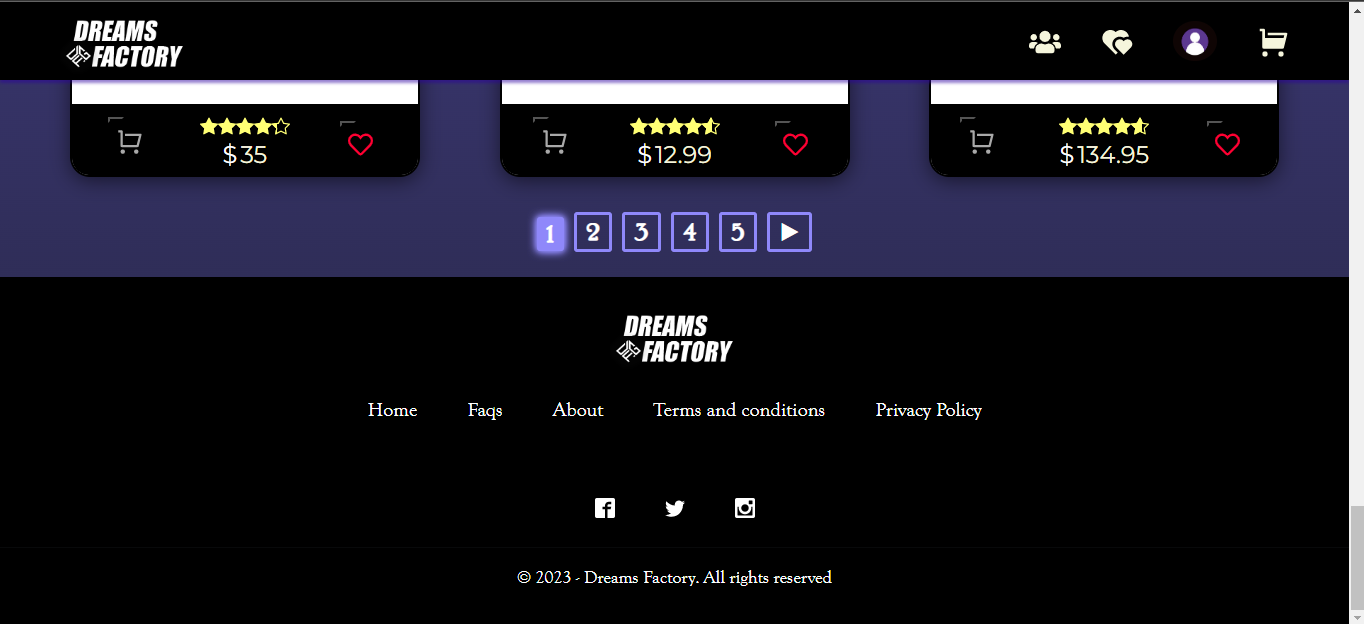 DREAMS
FACTORY
$35
$12.99
$134.95
1 2 3 4 5
DREAMS
FACTORY
Home Faqs About Terms and conditions Privacy Policy
© 2023 - Dreams Factory. All rights reserved